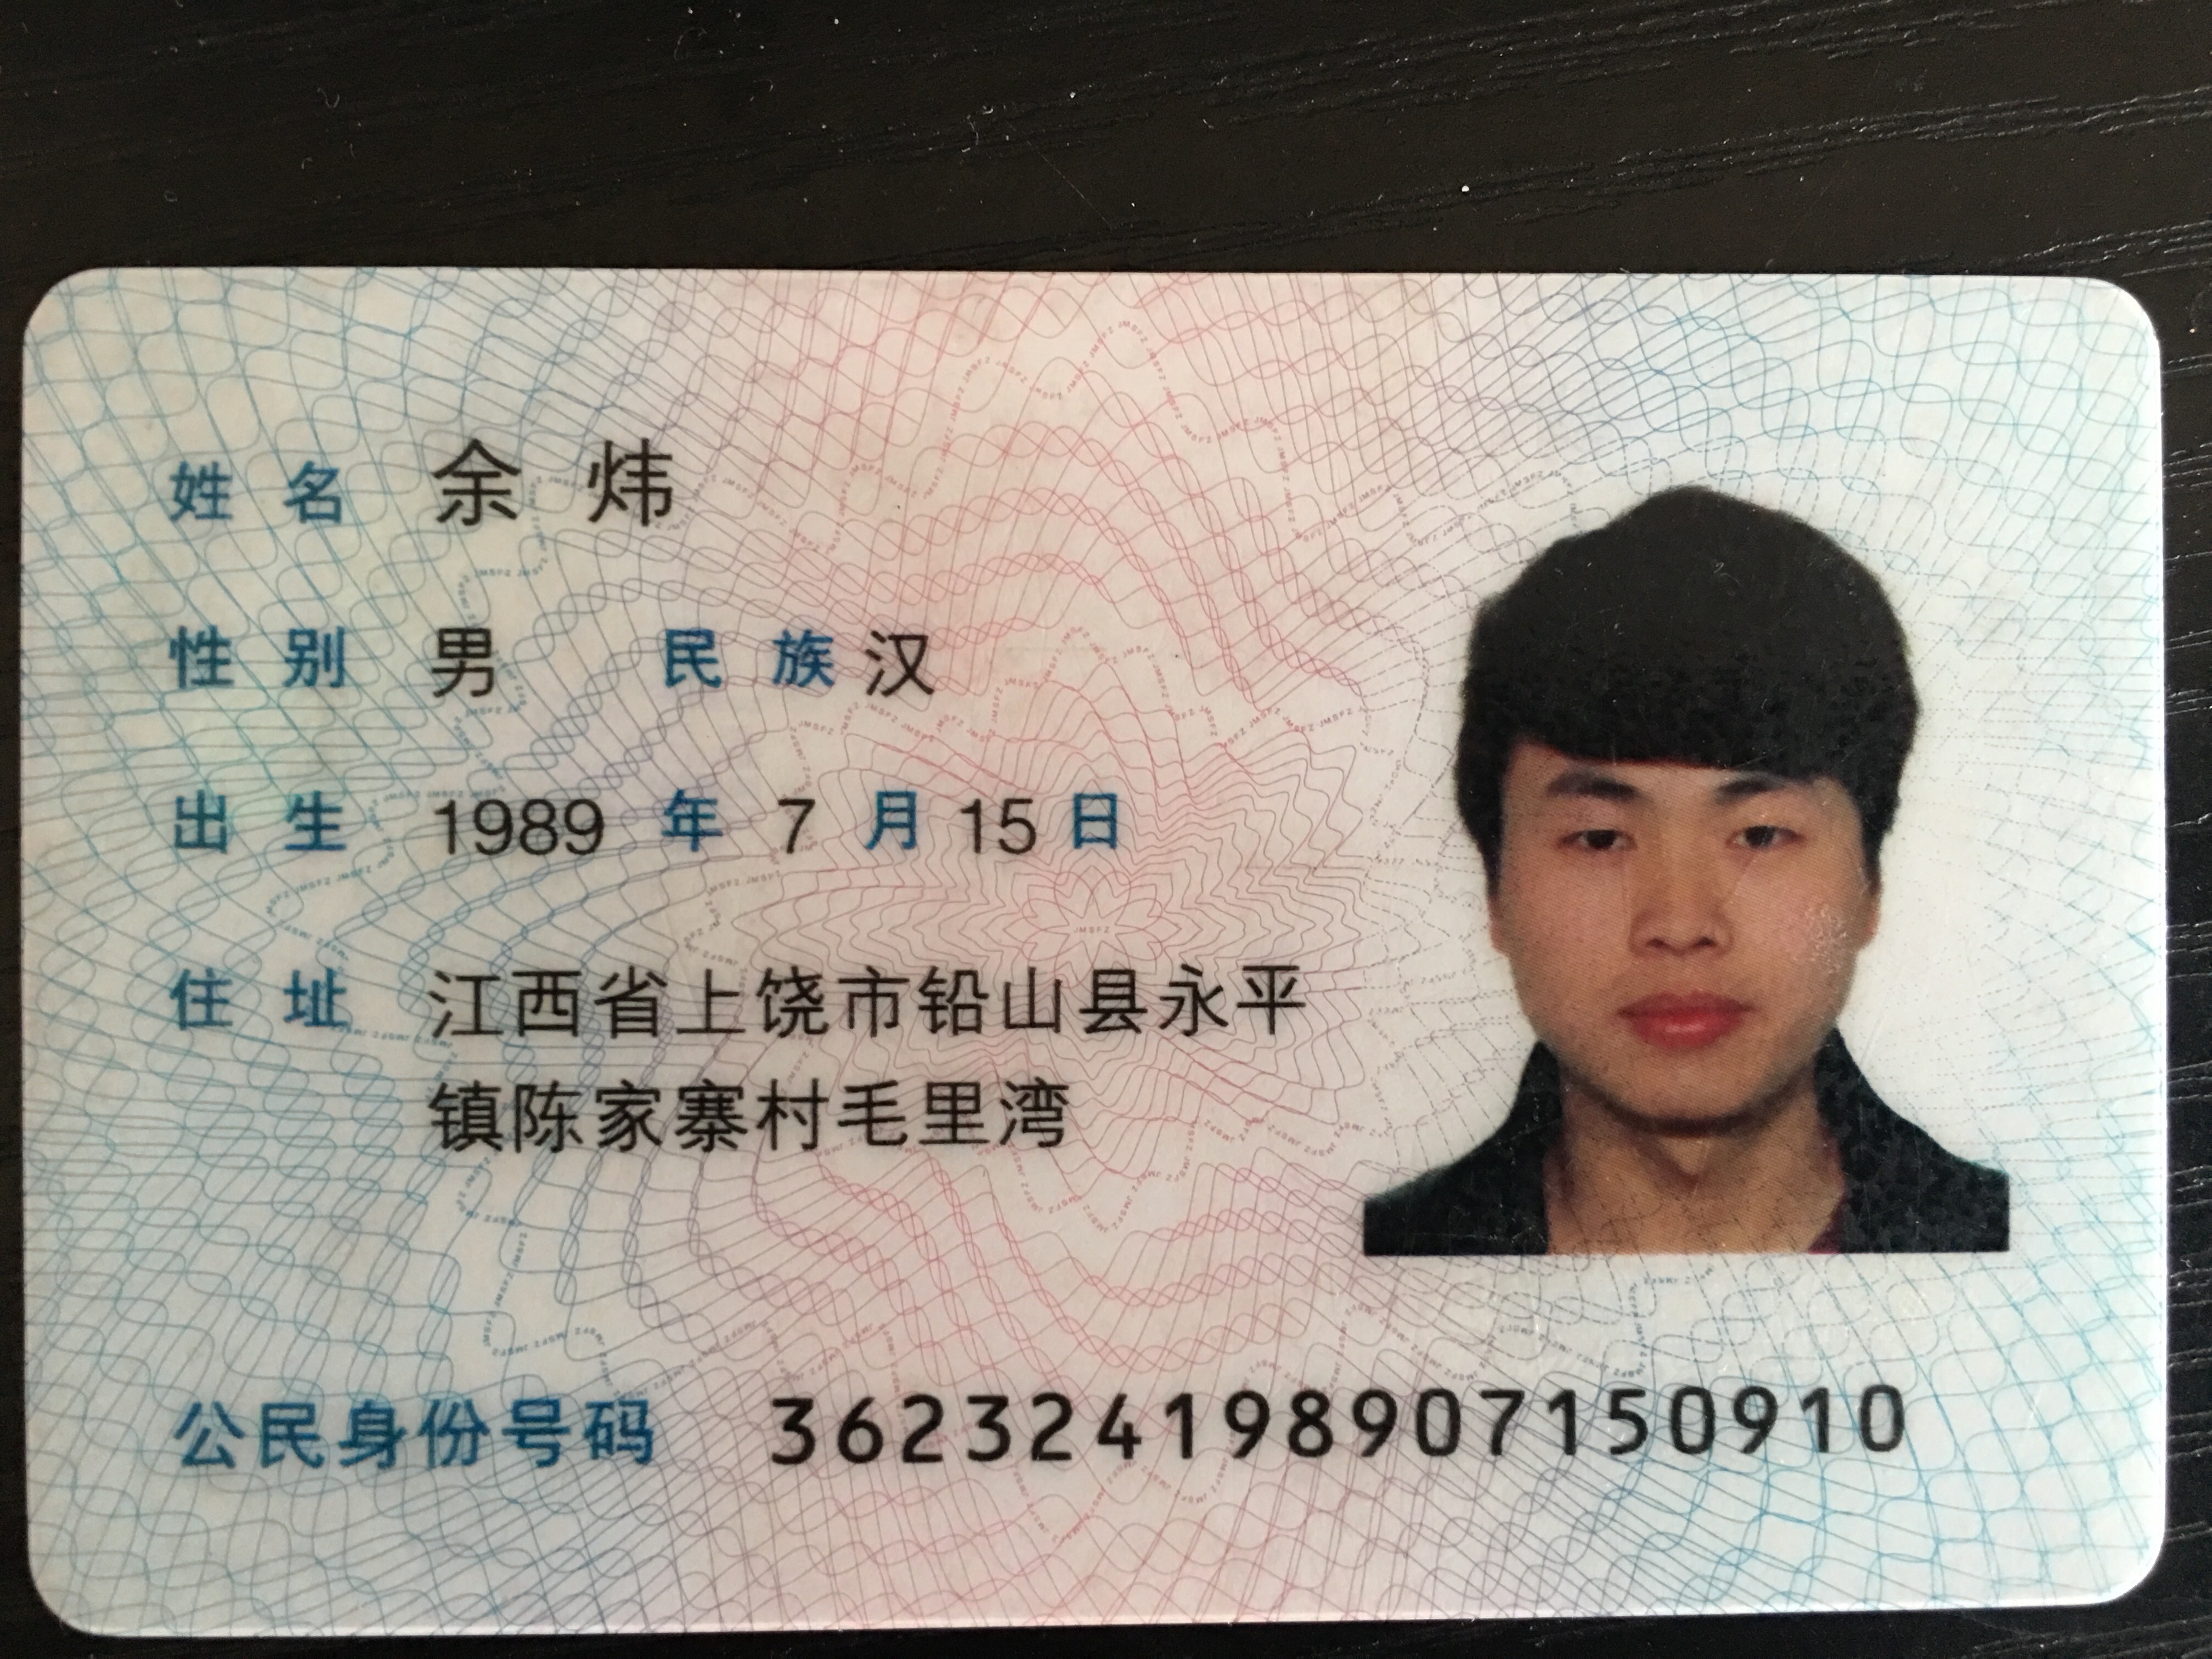 姓名 余炜
性别 男 民族 汉
出生 1989 年 7 月 15 日
住址 江西省上饶市铅山县永平
镇陈家寨村毛里湾
公民身份号码 362324198907150910